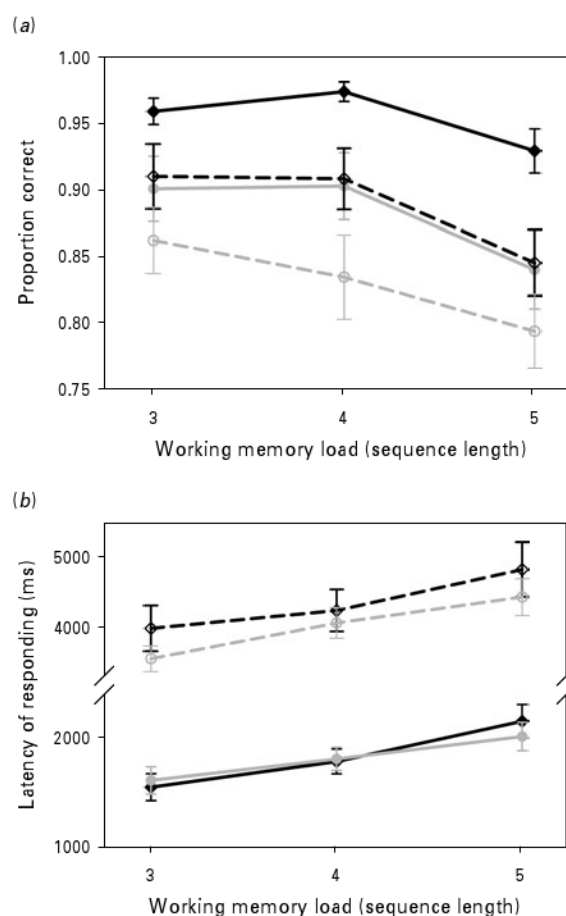 (a)
1.00
0.95
0.90
0.85
0.80
0.75
Proportion correct
3 4 5
Working memory load (sequence length)
(b)
5000
4000
2000
1000
Latency of responding (ms)
3 4 5
Working memory load (sequence length)